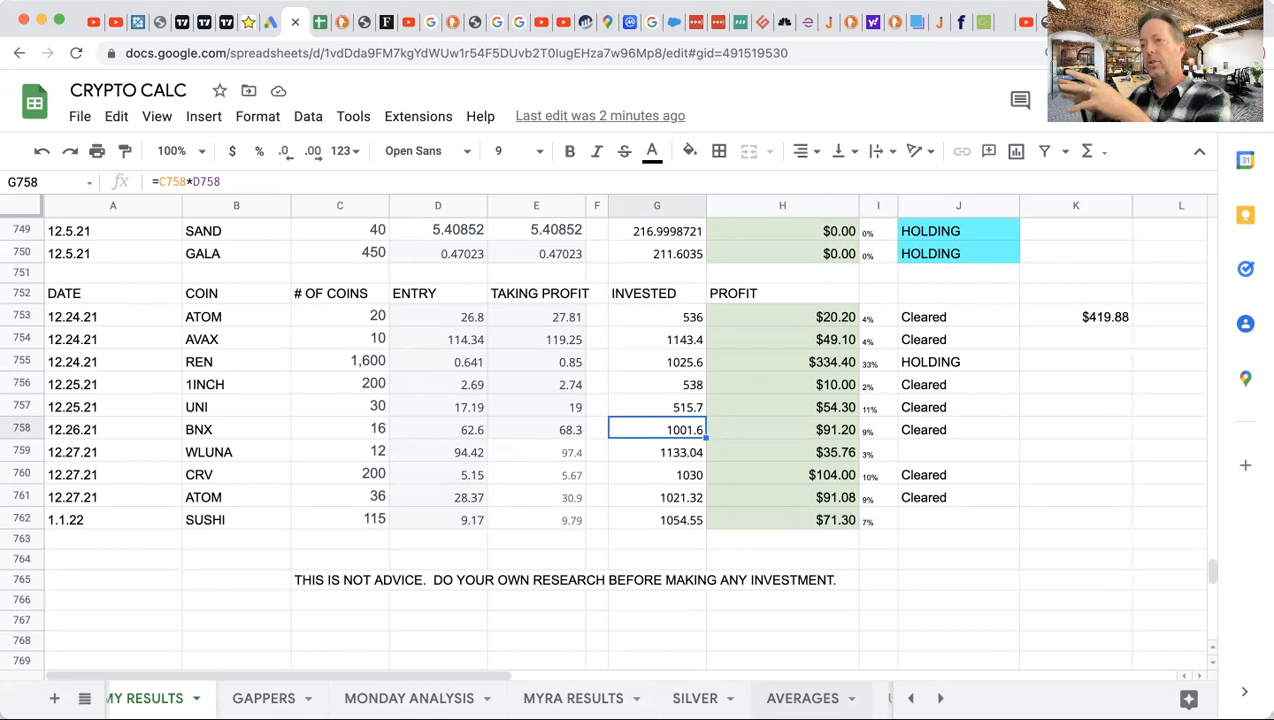 docs.google.com/spreadsheets/d/1vdDda9FM7kgYdWUw1r54F5DUvb2T0lugEHza7w96Mp8/edit#gid=491519530
CRYPTO CALC
File Edit View Insert Format Data Tools Extensions Help Last edit was 2 minutes ago
100% $ % .0 .00 123 Open Sans 9 B I S A
G758 fx =C758*D758
A B C D E F G H I J K L
749 12.5.21 SAND 40 5.40852 5.40852 216.9998721 $0.00 0% HOLDING
750 12.5.21 GALA 450 0.47023 0.47023 211.6035 $0.00 0% HOLDING
751
752 DATE COIN # OF COINS ENTRY TAKING PROFIT INVESTED PROFIT
753 12.24.21 ATOM 20 26.8 27.81 536 $20.20 4% Cleared $419.88
754 12.24.21 AVAX 10 114.34 119.25 1143.4 $49.10 4% Cleared
755 12.24.21 REN 1,600 0.641 0.85 1025.6 $334.40 33% HOLDING
756 12.25.21 1INCH 200 2.69 2.74 538 $10.00 2% Cleared
757 12.25.21 UNI 30 17.19 19 515.7 $54.30 11% Cleared
758 12.26.21 BNX 16 62.6 68.3 1001.6 $91.20 9% Cleared
759 12.27.21 WLUNA 12 94.42 97.4 1133.04 $35.76 3%
760 12.27.21 CRV 200 5.15 5.67 1030 $104.00 10% Cleared
761 12.27.21 ATOM 36 28.37 30.9 1021.32 $91.08 9% Cleared
762 1.1.22 SUSHI 115 9.17 9.79 1054.55 $71.30 7%
763
764
765 THIS IS NOT ADVICE. DO YOUR OWN RESEARCH BEFORE MAKING ANY INVESTMENT.
766
767
768
769
MY RESULTS GAPPERS MONDAY ANALYSIS MYRA RESULTS SILVER AVERAGES